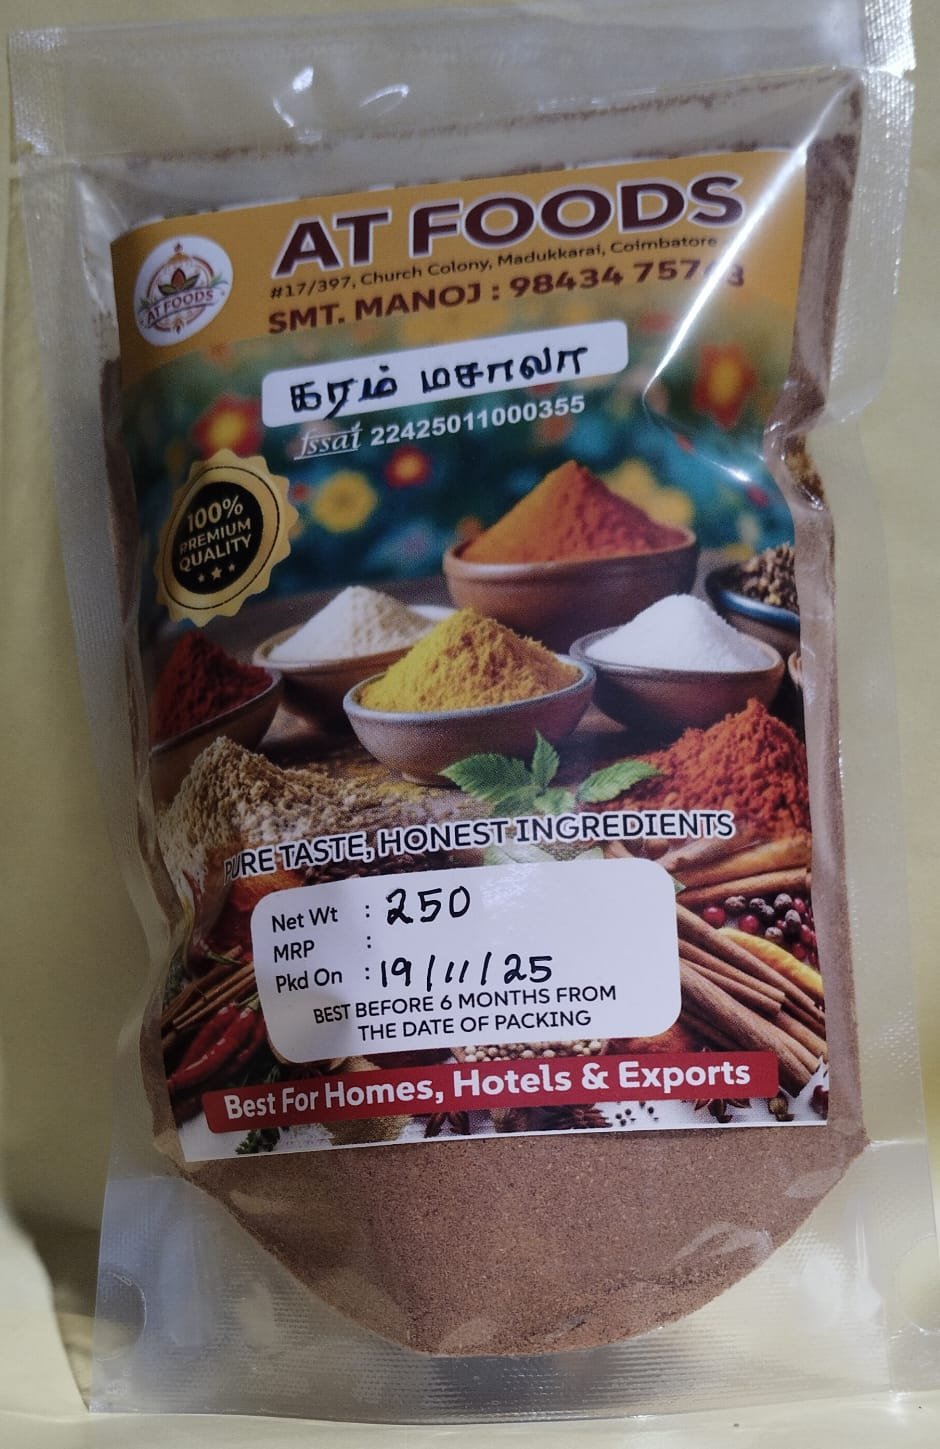 AT FOODS
#17/397, Church Colony, Madukkarai, Coimbatore
SMT. MANOJ : 98434
AT FOODS
கரம் மசாலா
fssai 22425011000355
100%
PREMIUM
QUALITY
PURE TASTE, HONEST INGREDIENTS
Net Wt : 250
MRP :
Pkd On : 19/11/25
BEST BEFORE 6 MONTHS FROM
THE DATE OF PACKING
Best For Homes, Hotels & Exports